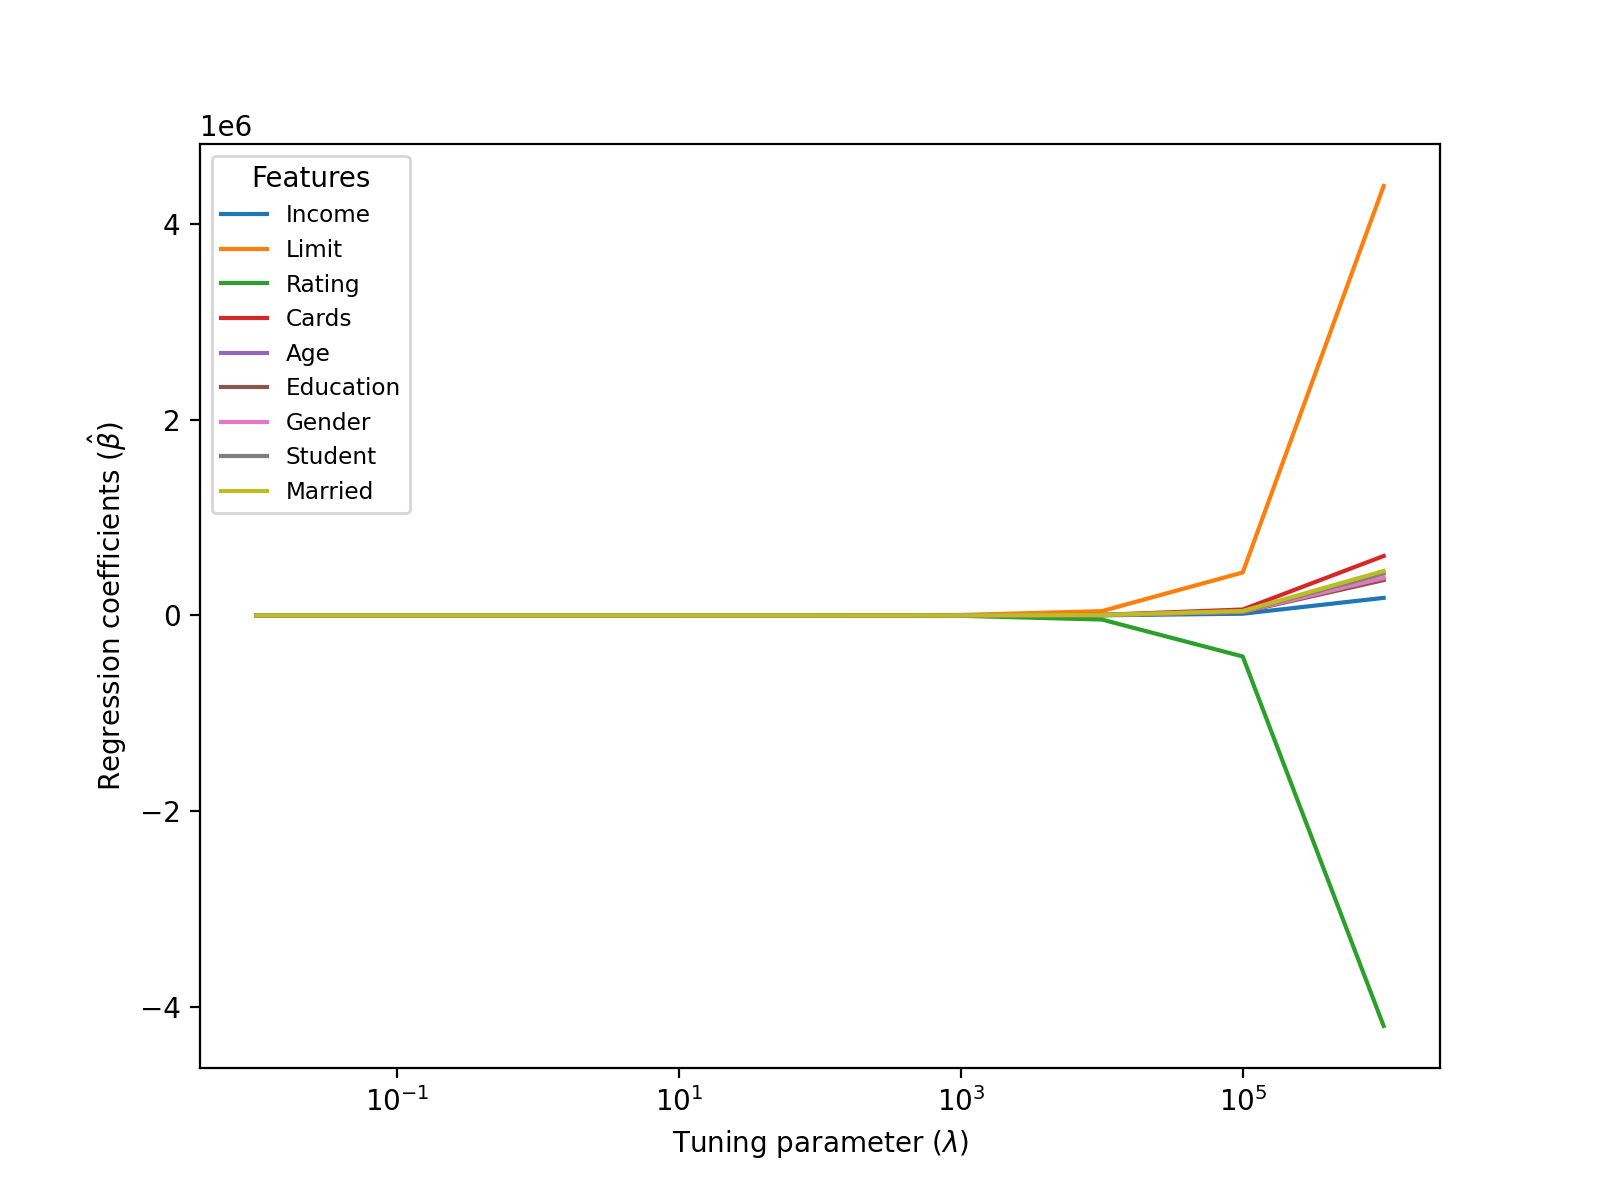 1e6
Features
Income
Limit
Rating
Cards
Age
Education
Gender
Student
Married
4
2
0
−2
−4
Regression coefficients (β̂)
10⁻¹ 10¹ 10³ 10⁵
Tuning parameter (λ)